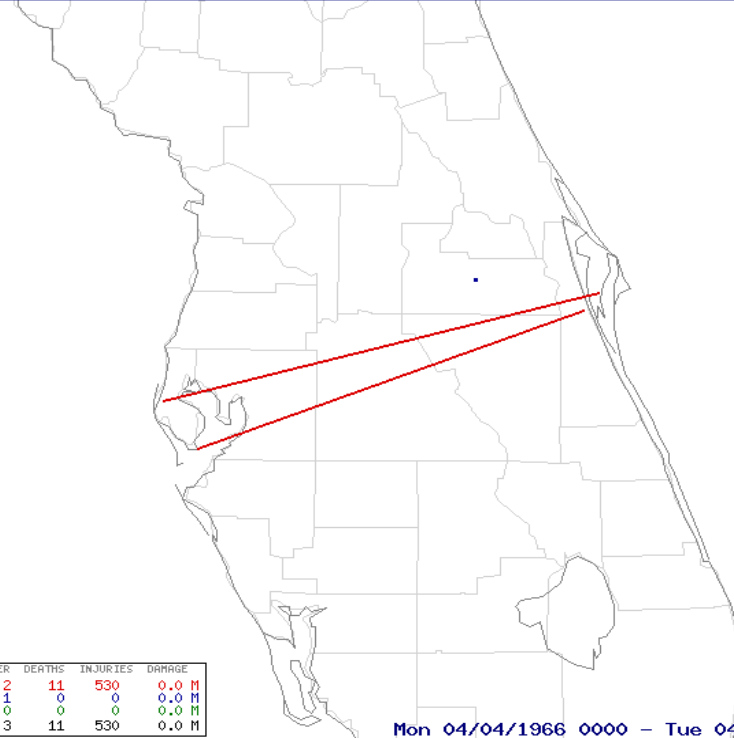 ER DEATHS INJURIES DAMAGE
2 11 530 0.0 M
1 0 0 0.0 M
0 0 0 0.0 M
3 11 530 0.0 M
Mon 04/04/1966 0000 - Tue 04